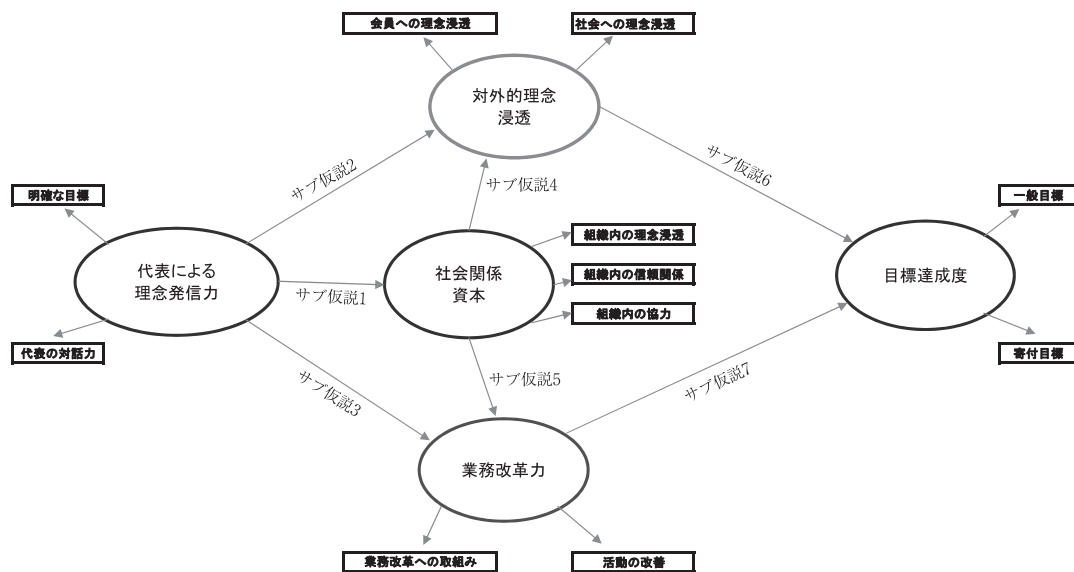 会員への理念浸透
社会への理念浸透
対外的理念
浸透
サブ仮説2
サブ仮説4
サブ仮説6
明確な目標
一般目標
組織内の理念浸透
代表による
理念発信力
サブ仮説1
社会関係
資本
組織内の信頼関係
目標達成度
組織内の協力
代表の対話力
寄付目標
サブ仮説3
サブ仮説5
サブ仮説7
業務改革力
業務改革への取組み
活動の改善